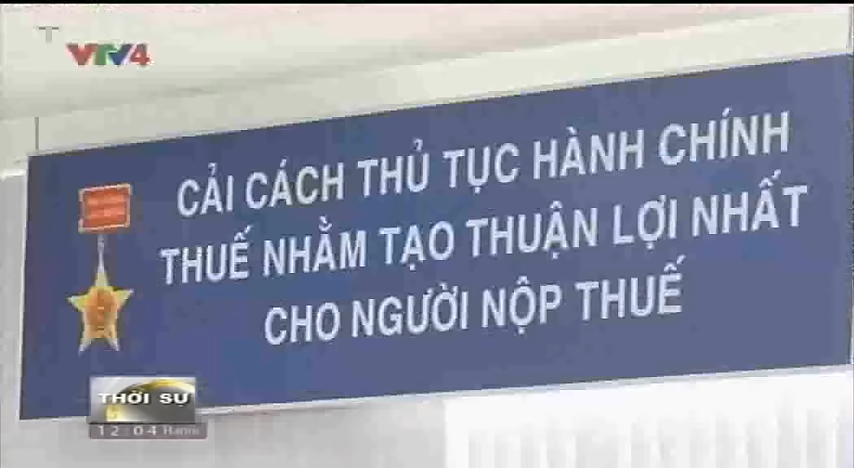 VTV4
CẢI CÁCH THỦ TỤC HÀNH CHÍNH
THUẾ NHẰM TẠO THUẬN LỢI NHẤT
CHO NGƯỜI NỘP THUẾ
THỜI SỰ
12:04 Hanoi